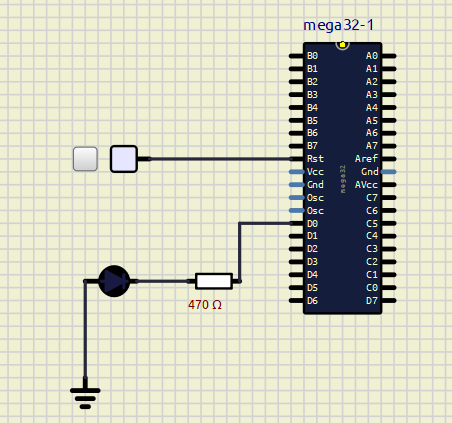 mega32-1
B0 A0
B1 A1
B2 A2
B3 A3
B4 A4
B5 A5
B6 A6
B7 A7
Rst Aref
Vcc Gnd
Gnd AVcc
Osc C7
Osc C6
D0 C5
D1 C4
D2 C3
D3 C2
D4 C1
D5 C0
D6 D7
mega32
470 Ω